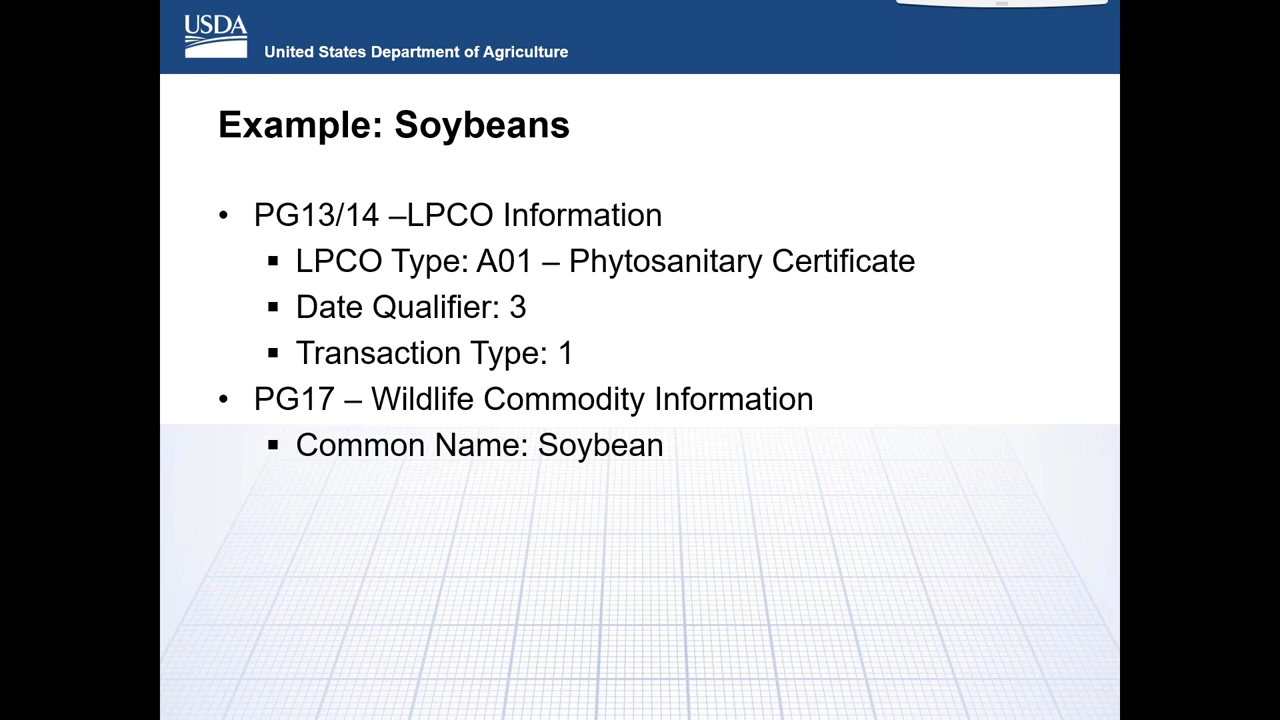 USDA
United States Department of Agriculture
Example: Soybeans
• PG13/14 –LPCO Information
▪ LPCO Type: A01 – Phytosanitary Certificate
▪ Date Qualifier: 3
▪ Transaction Type: 1
• PG17 – Wildlife Commodity Information
▪ Common Name: Soybean